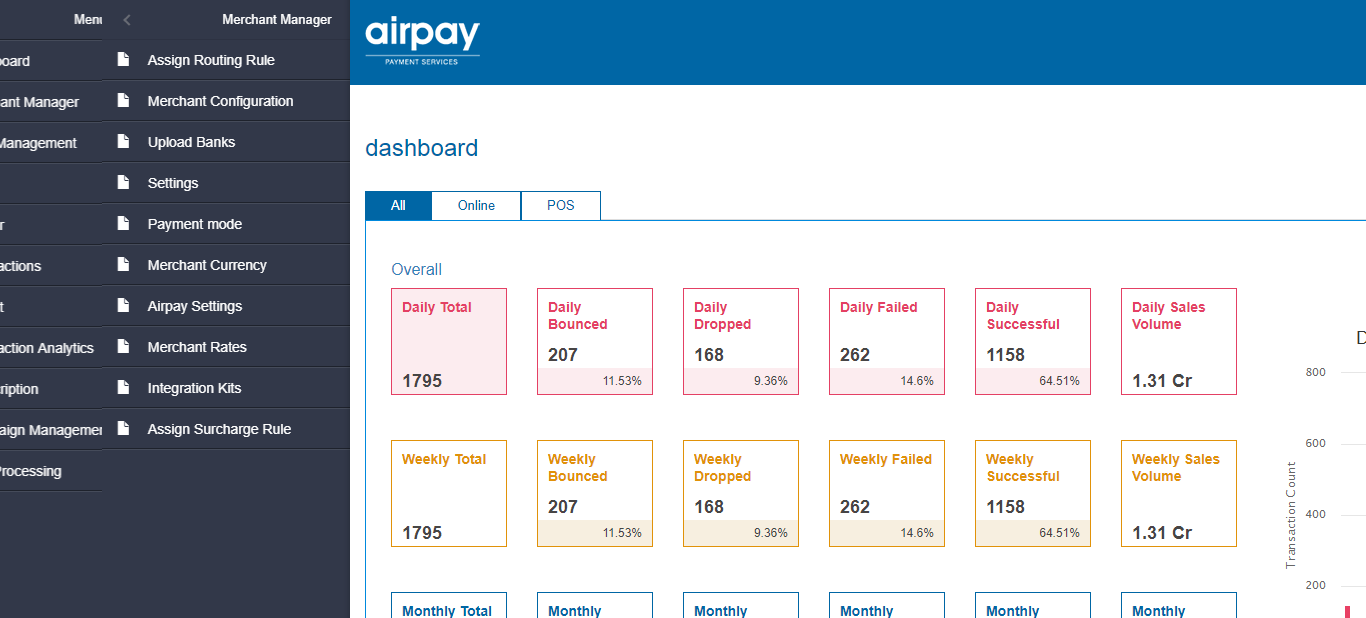 Menu
Merchant Manager
Assign Routing Rule
ant Manager
Merchant Configuration
Management
Upload Banks
Settings
Payment mode
actions
Merchant Currency
Airpay Settings
action Analytics
Merchant Rates
ription
Integration Kits
aign Managemen
Assign Surcharge Rule
Processing
airpay
PAYMENT SERVICES
dashboard
All
Online
POS
Overall
Daily Total
1795
Daily
Bounced
207
11.53%
Daily
Dropped
168
9.36%
Daily Failed
262
14.6%
Daily
Successful
1158
64.51%
Daily Sales
Volume
1.31 Cr
Weekly Total
1795
Weekly
Bounced
207
11.53%
Weekly
Dropped
168
9.36%
Weekly Failed
262
14.6%
Weekly
Successful
1158
64.51%
Weekly Sales
Volume
1.31 Cr
Monthly Total
Monthly
Monthly
Monthly
Monthly
Monthly
D
800
600
400
200
Transaction Count